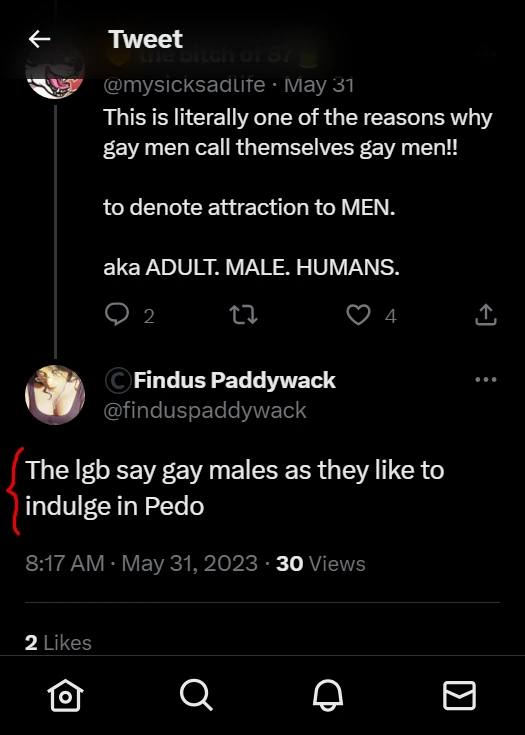 Tweet
the bitch of 87
@mysicksadlife · May 31
This is literally one of the reasons why
gay men call themselves gay men!!
to denote attraction to MEN.
aka ADULT. MALE. HUMANS.
2
4
ⒸFindus Paddywack
@finduspaddywack
The lgb say gay males as they like to
indulge in Pedo
8:17 AM · May 31, 2023 · 30 Views
2 Likes